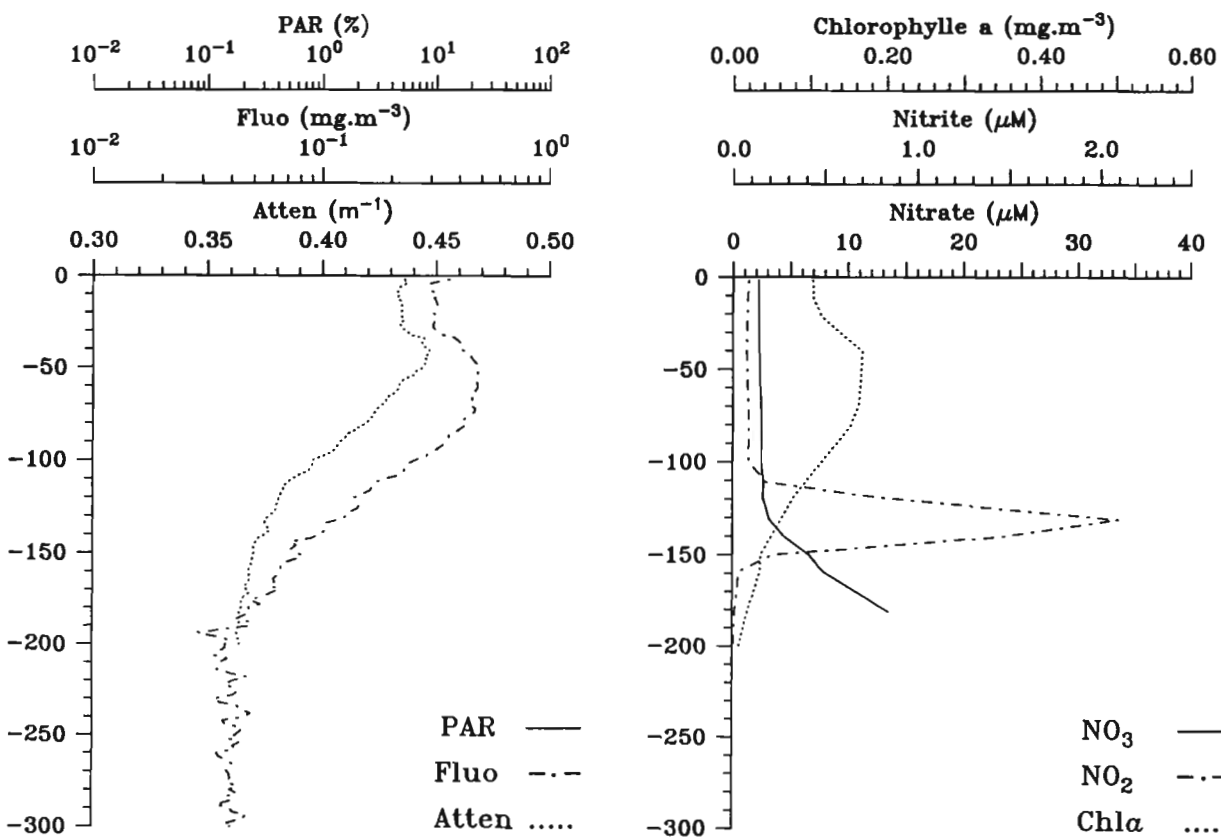 PAR (%)
10⁻² 10⁻¹ 10⁰ 10¹ 10²
Fluo (mg.m⁻³)
10⁻² 10⁻¹ 10⁰
Atten (m⁻¹)
0.30 0.35 0.40 0.45 0.50
0
−50
−100
−150
−200
−250
−300
PAR
Fluo
Atten
Chlorophylle a (mg.m⁻³)
0.00 0.20 0.40 0.60
Nitrite (μM)
0.0 1.0 2.0
Nitrate (μM)
0 10 20 30 40
0
−50
−100
−150
−200
−250
−300
NO₃
NO₂
Chlα